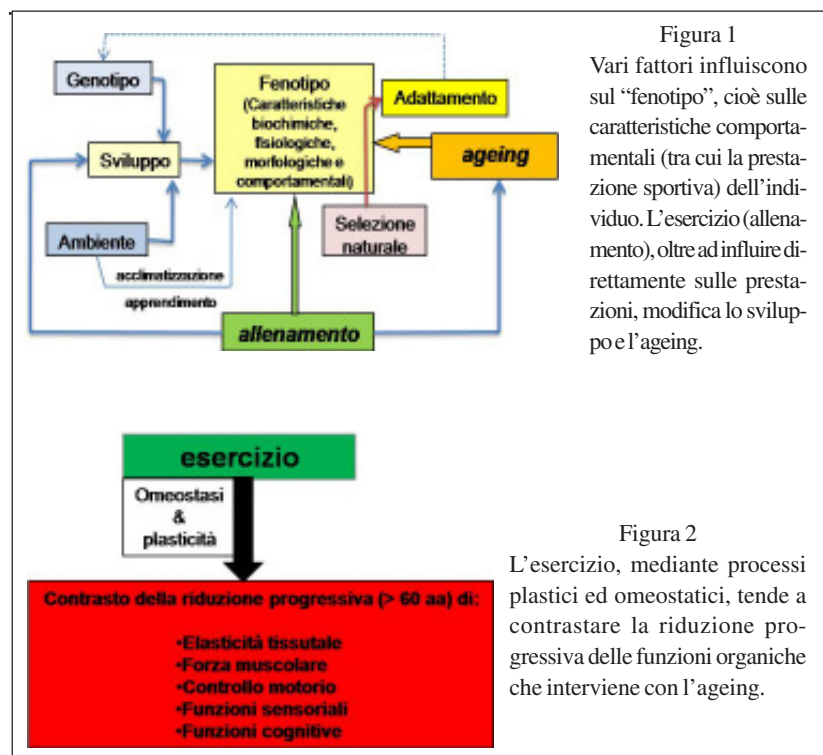 Genotipo
Sviluppo
Ambiente
acclimatizzazione
apprendimento
Fenotipo
(Caratteristiche
biochimiche,
fisiologiche,
morfologiche e
comportamentali)
Adattamento
ageing
Selezione
naturale
allenamento
Figura 1
Vari fattori influiscono
sul “fenotipo”, cioè sulle
caratteristiche comporta-
mentali (tra cui la presta-
zione sportiva) dell’indi-
viduo. L’esercizio (allena-
mento), oltre ad influire di-
rettamente sulle presta-
zioni, modifica lo svilup-
po e l’ageing.
esercizio
Omeostasi
&
plasticità
Contrasto della riduzione progressiva (> 60 aa) di:
•Elasticità tissutale
•Forza muscolare
•Controllo motorio
•Funzioni sensoriali
•Funzioni cognitive
Figura 2
L’esercizio, mediante processi
plastici ed omeostatici, tende a
contrastare la riduzione pro-
gressiva delle funzioni organiche
che interviene con l’ageing.